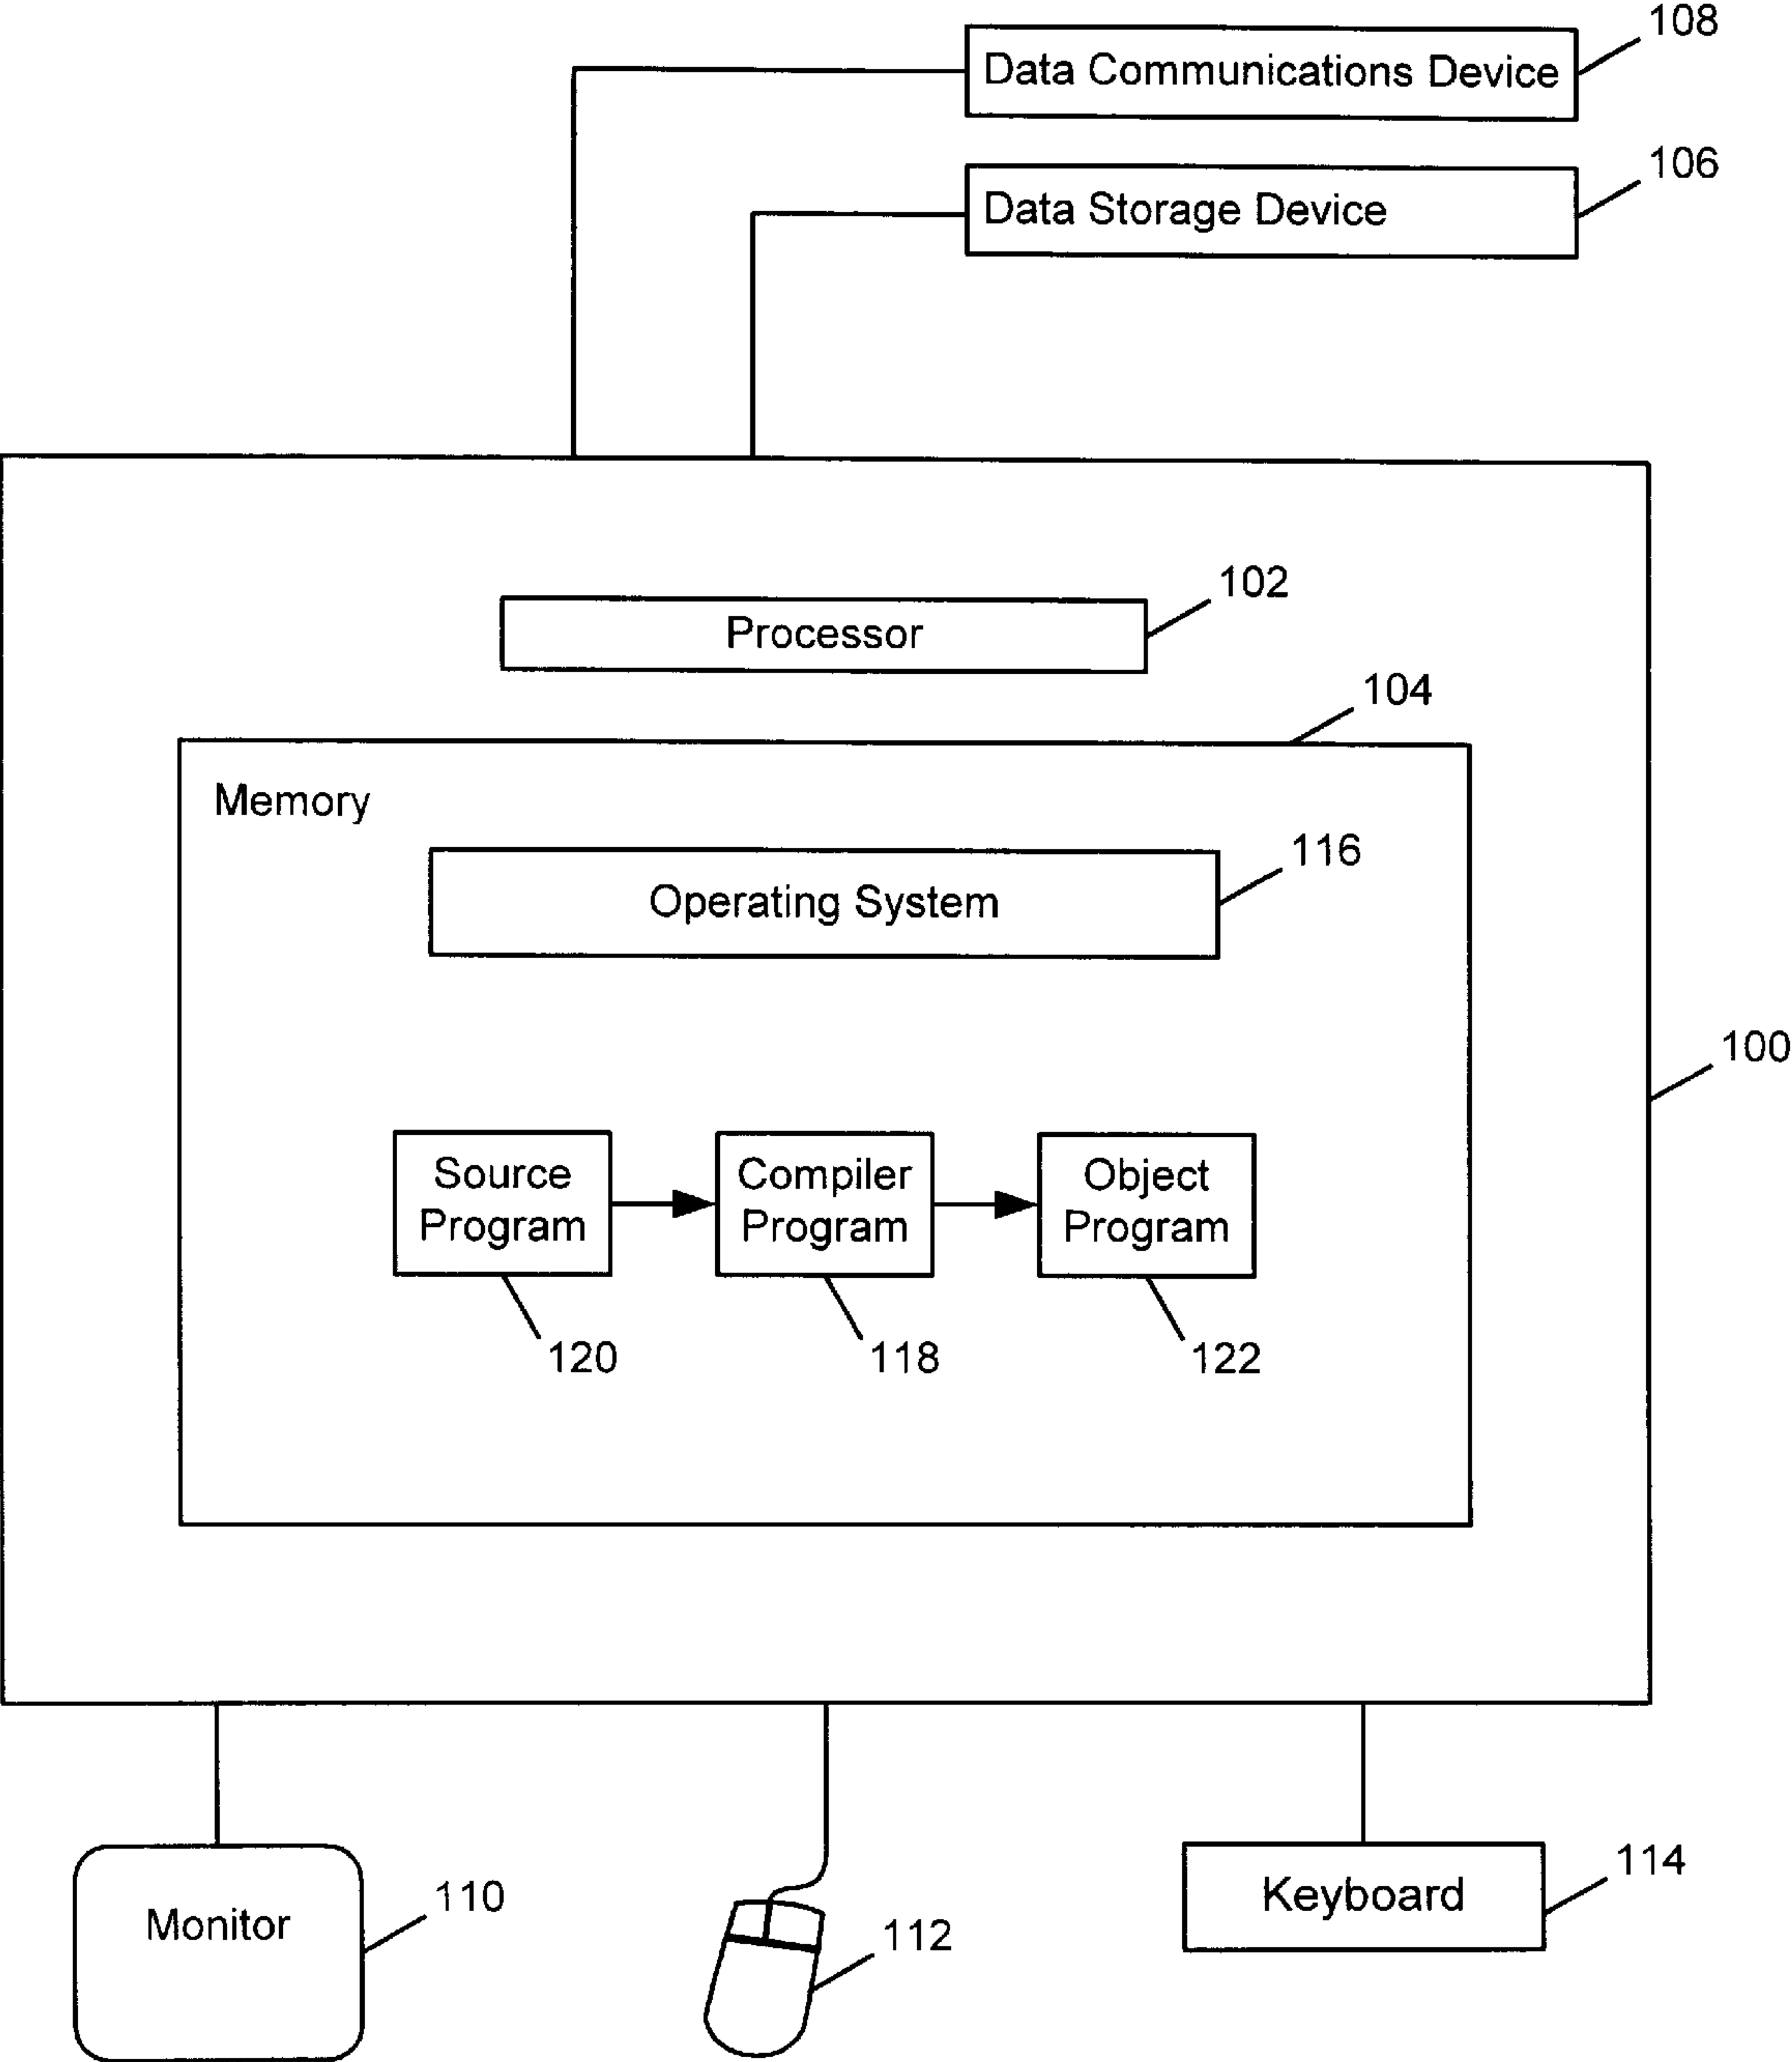 108
Data Communications Device
106
Data Storage Device
102
Processor
104
Memory
116
Operating System
100
Source
Program
Compiler
Program
Object
Program
120
118
122
Monitor
110
112
Keyboard
114